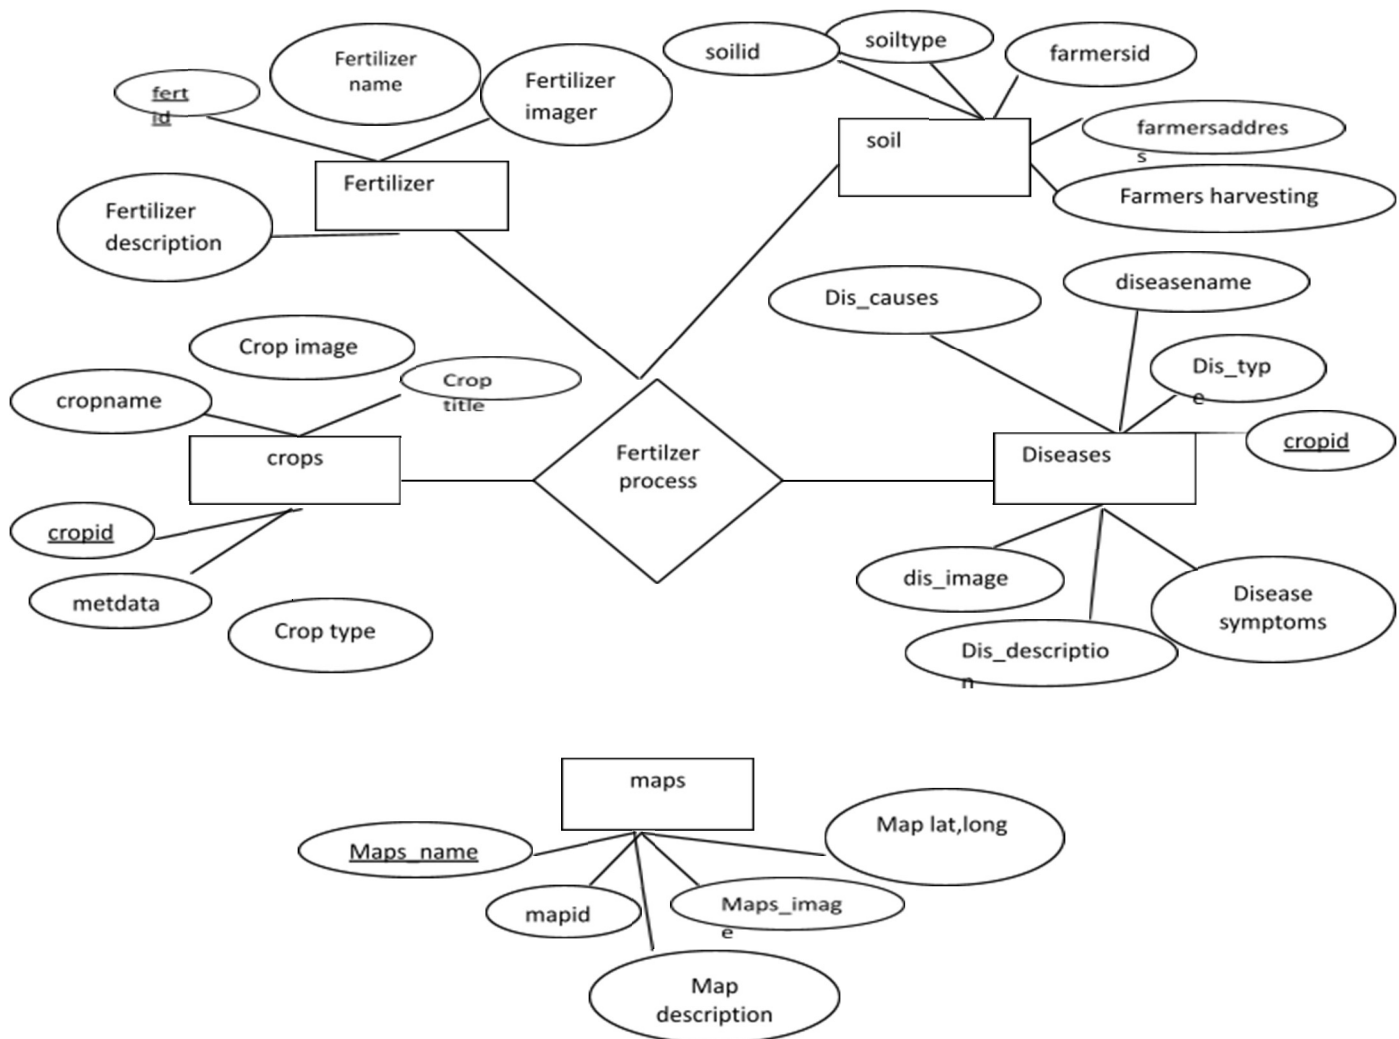 Fertilizer
name
fert
id
Fertilizer
imager
Fertilizer
Fertilizer
description
soilid
soiltype
farmersid
soil
farmersaddres
s
Farmers harvesting
Dis_causes
diseasename
Dis_typ
e
cropid
Diseases
dis_image
Dis_descriptio
n
Disease
symptoms
Crop image
cropname
Crop
title
crops
cropid
metdata
Crop type
Fertilzer
process
maps
Maps_name
mapid
Maps_imag
e
Map lat,long
Map
description